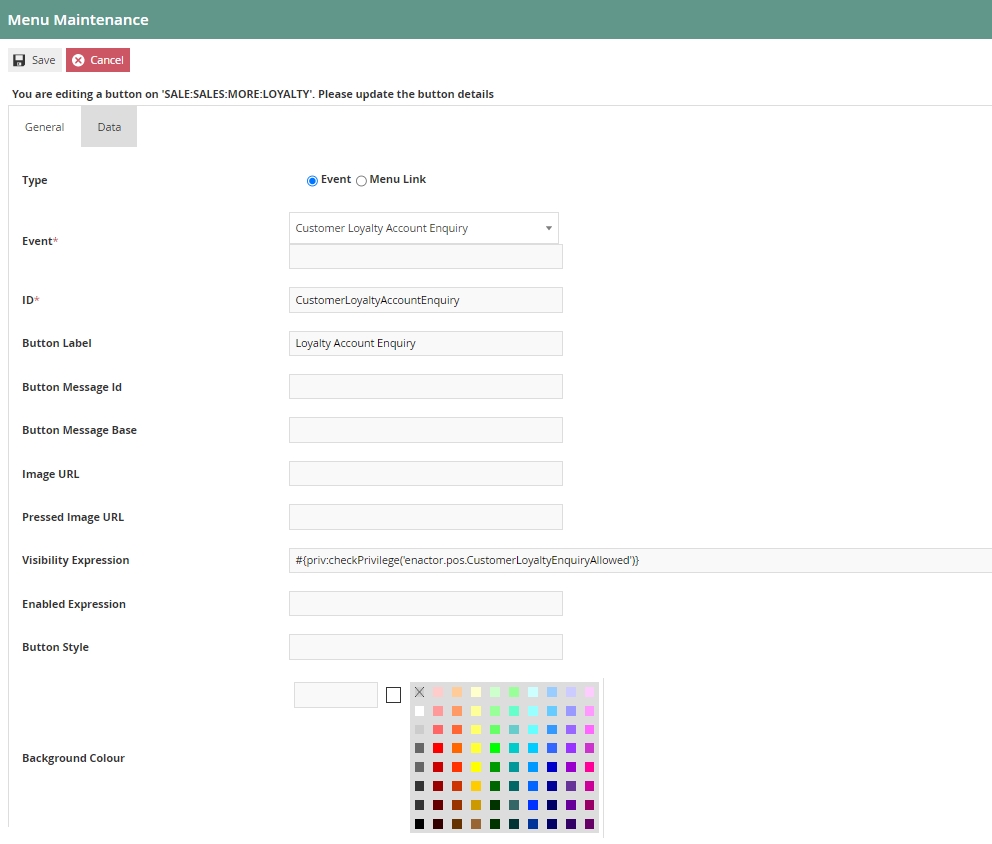 Menu Maintenance
Save Cancel
You are editing a button on 'SALE:SALES:MORE:LOYALTY'. Please update the button details
General Data
Type Event Menu Link
Event* Customer Loyalty Account Enquiry
ID* CustomerLoyaltyAccountEnquiry
Button Label Loyalty Account Enquiry
Button Message Id
Button Message Base
Image URL
Pressed Image URL
Visibility Expression #{priv:checkPrivilege('enactor.pos.CustomerLoyaltyEnquiryAllowed')}
Enabled Expression
Button Style
Background Colour